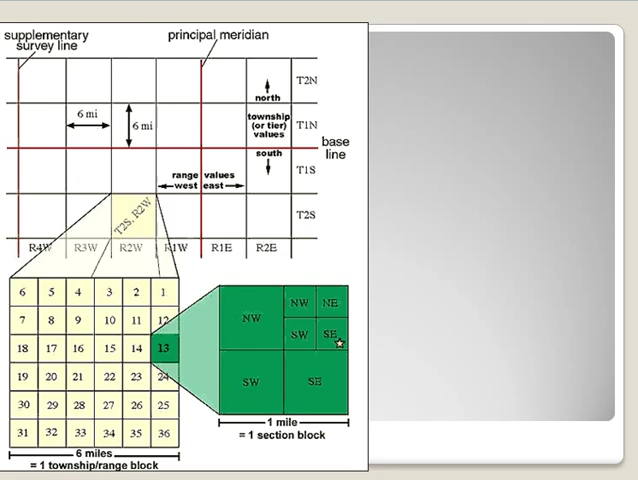 supplementary
survey line
principal meridian
T2N
north
6 mi
6 mi
township
(or tier)
values
T1N
base
line
south
range values
west east
T1S
T2S, R2W
T2S
R4W R3W R2W R1W R1E R2E
6 5 4 3 2 1
7 8 9 10 11 12
18 17 16 15 14 13
19 20 21 22 23 24
30 29 28 27 26 25
31 32 33 34 35 36
NW NW NE
SW SE
SW SE
1 mile
= 1 section block
6 miles
= 1 township/range block